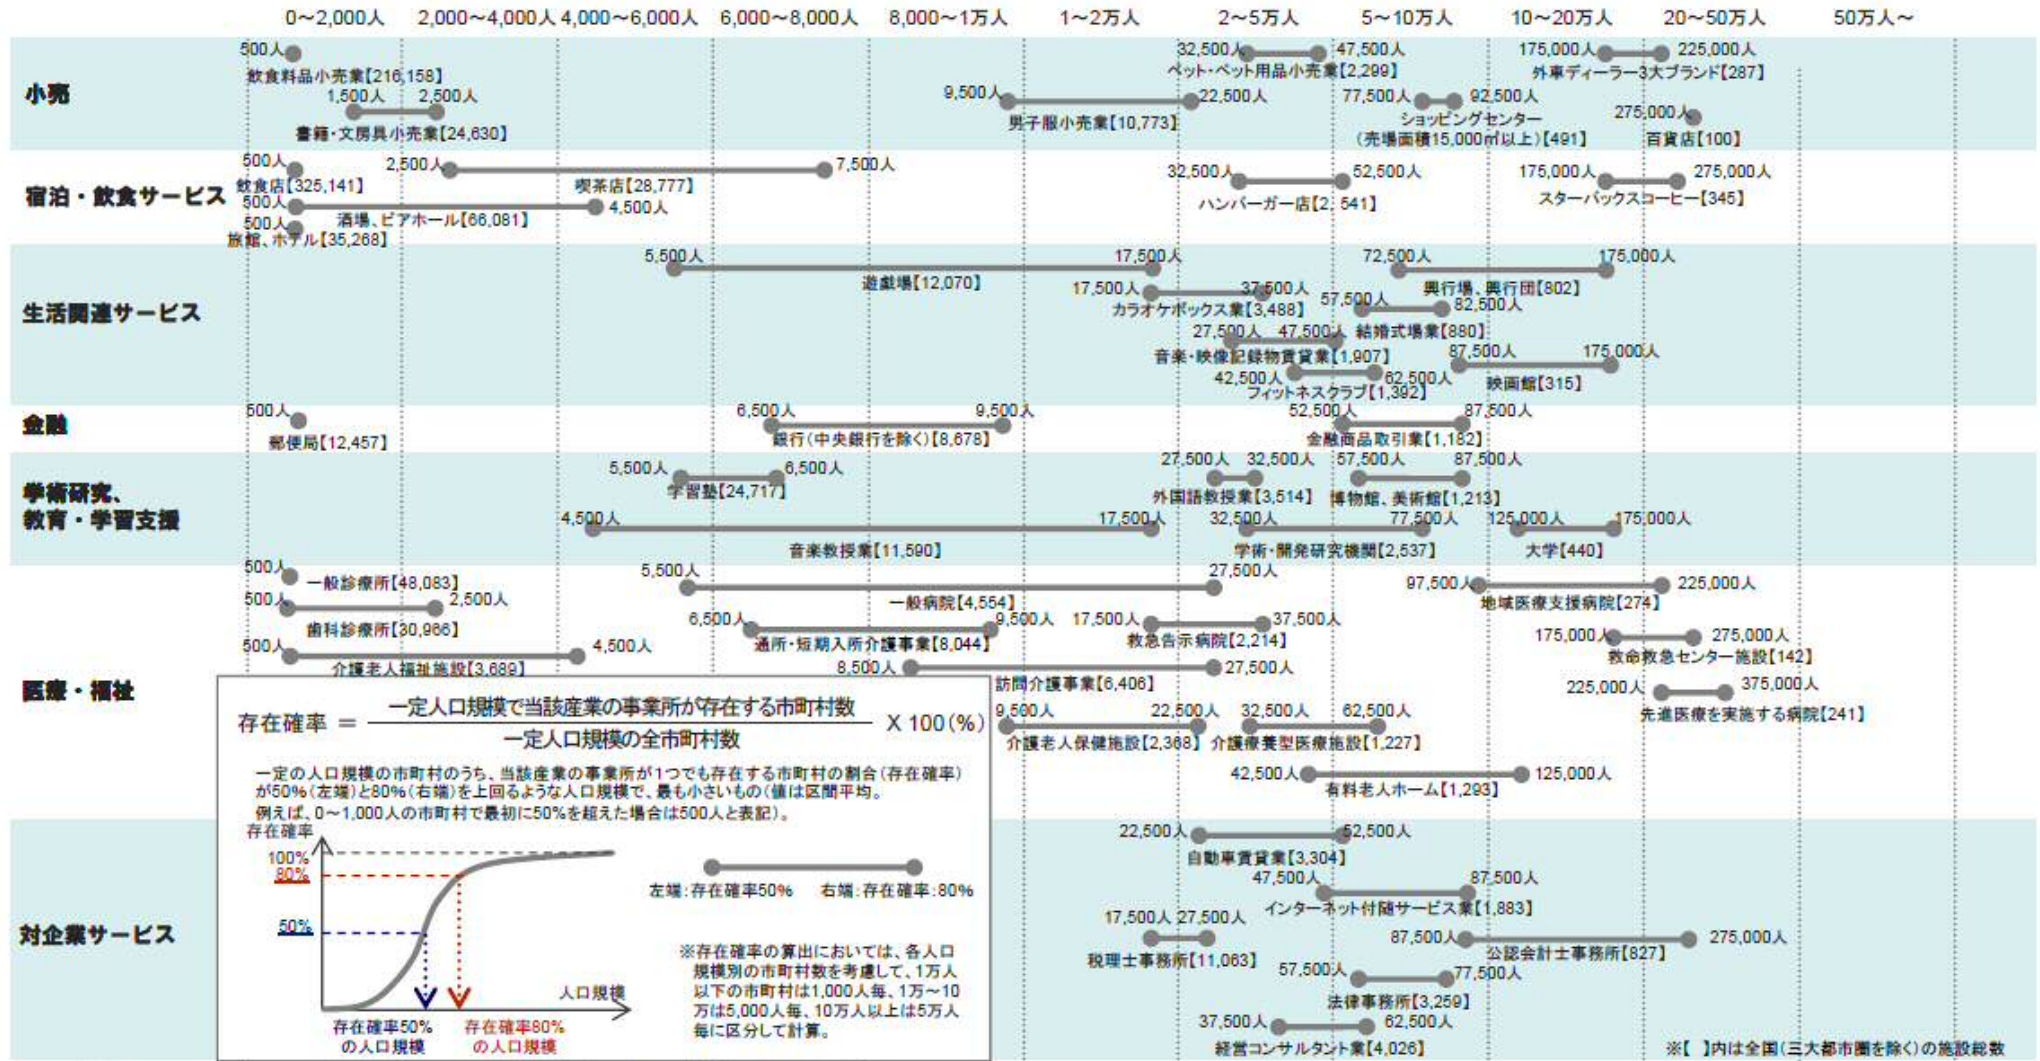 0～2,000人 2,000～4,000人 4,000～6,000人 6,000～8,000人 8,000～1万人 1～2万人 2～5万人 5～10万人 10～20万人 20～50万人 50万人～
小売
500人
飲食料品小売業【216,158】
1,500人 2,500人
書籍・文房具小売業【24,630】
9,500人 22,500人
男子服小売業【10,773】
32,500人 47,500人
ペット・ペット用品小売業【2,299】
77,500人 92,500人
ショッピングセンター
(売場面積15,000㎡以上)【491】
175,000人 225,000人
外車ディーラー3大ブランド【287】
275,000人
百貨店【100】
宿泊・飲食サービス
500人
飲食店【325,141】
2,500人 7,500人
喫茶店【28,777】
500人 4,500人
酒場、ビアホール【66,081】
500人
旅館、ホテル【35,268】
32,500人 52,500人
ハンバーガー店【2,541】
175,000人 275,000人
スターバックスコーヒー【345】
生活関連サービス
5,500人 17,500人
遊戯場【12,070】
17,500人 37,500人
カラオケボックス業【3,488】
27,500人 47,500人
音楽・映像記録物賃貸業【1,907】
42,500人 62,500人
フィットネスクラブ【1,392】
72,500人 175,000人
興行場、興行団【802】
57,500人 82,500人
結婚式場業【880】
87,500人 175,000人
映画館【315】
金融
500人
郵便局【12,457】
6,500人 9,500人
銀行(中央銀行を除く)【8,678】
52,500人 87,500人
金融商品取引業【1,182】
学術研究、
教育・学習支援
5,500人 6,500人
学習塾【24,717】
4,500人 17,500人
音楽教授業【11,590】
27,500人 32,500人
外国語教授業【3,514】
57,500人 87,500人
博物館、美術館【1,213】
32,500人 77,500人
学術・開発研究機関【2,537】
125,000人 175,000人
大学【440】
医療・福祉
500人
一般診療所【48,083】
500人 2,500人
歯科診療所【30,966】
500人 4,500人
介護老人福祉施設【3,689】
5,500人 27,500人
一般病院【4,554】
6,500人 9,500人
通所・短期入所介護事業【8,044】
17,500人 37,500人
救急告示病院【2,214】
8,500人 27,500人
訪問介護事業【6,406】
9,500人 22,500人
介護老人保健施設【2,368】
32,500人 62,500人
介護療養型医療施設【1,227】
42,500人 125,000人
有料老人ホーム【1,293】
97,500人 225,000人
地域医療支援病院【274】
175,000人 275,000人
救命救急センター施設【142】
225,000人 375,000人
先進医療を実施する病院【241】
対企業サービス
22,500人 52,500人
自動車賃貸業【3,304】
47,500人 87,500人
インターネット付随サービス業【1,883】
17,500人 27,500人
税理士事務所【11,063】
87,500人 275,000人
公認会計士事務所【827】
57,500人 77,500人
法律事務所【3,259】
37,500人 62,500人
経営コンサルタント業【4,026】
存在確率 = 一定人口規模で当該産業の事業所が存在する市町村数
一定人口規模の全市町村数
X 100(%)
一定の人口規模の市町村のうち、当該産業の事業所が1つでも存在する市町村の割合(存在確率)
が50%(左端)と80%(右端)を上回るような人口規模で、最も小さいもの(値は区間平均。
例えば、0～1,000人の市町村で最初に50%を超えた場合は500人と表記)。
存在確率
100%
80%
50%
人口規模
存在確率50%
の人口規模
存在確率80%
の人口規模
左端:存在確率50% 右端:存在確率:80%
※存在確率の算出においては、各人口
規模別の市町村数を考慮して、1万人
以下の市町村は1,000人毎、1万～10
万は5,000人毎、10万人以上は5万人
毎に区分して計算。
※【 】内は全国(三大都市圏を除く)の施設総数